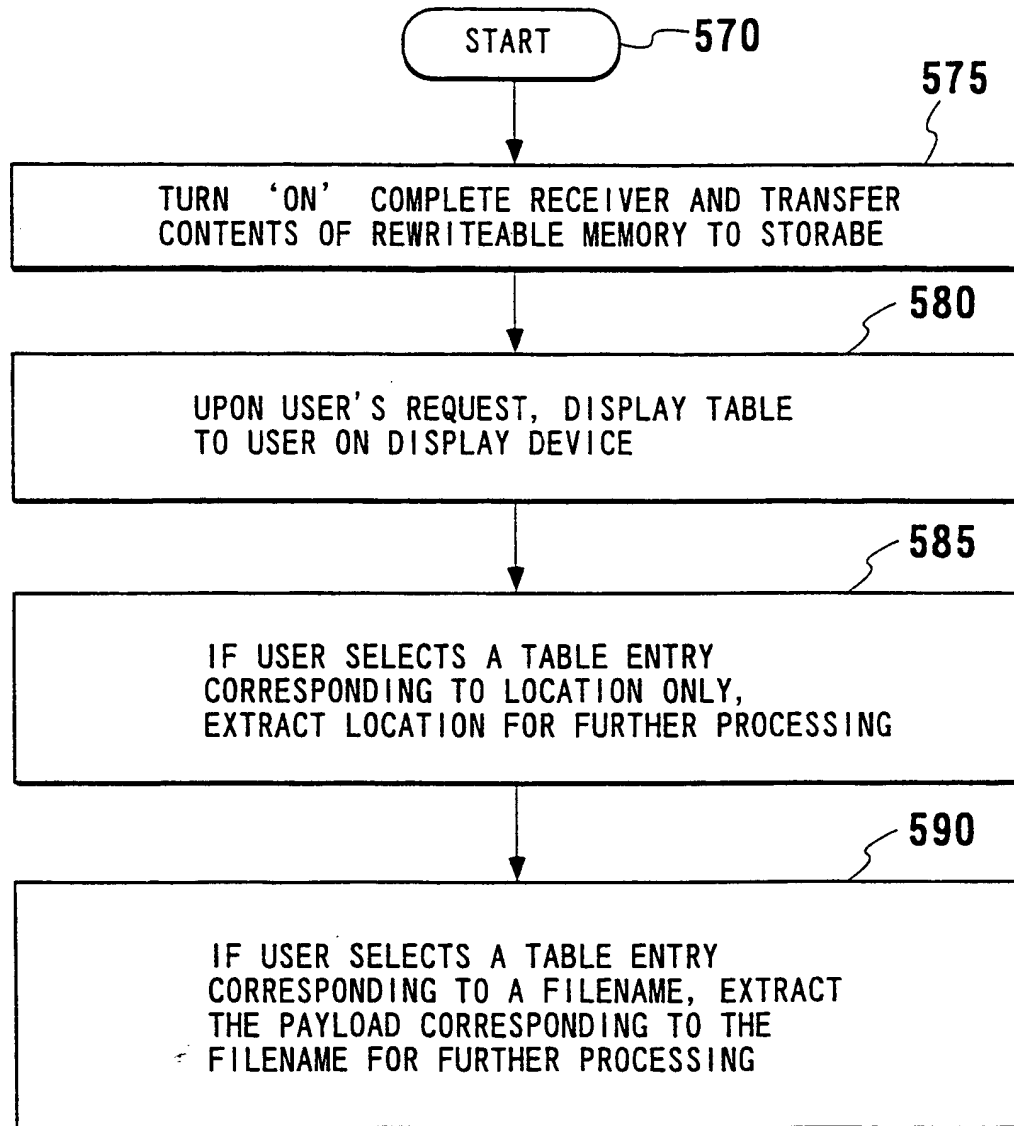 START
570
575
TURN 'ON' COMPLETE RECEIVER AND TRANSFER
CONTENTS OF REWRITEABLE MEMORY TO STORABE
580
UPON USER'S REQUEST, DISPLAY TABLE
TO USER ON DISPLAY DEVICE
585
IF USER SELECTS A TABLE ENTRY
CORRESPONDING TO LOCATION ONLY,
EXTRACT LOCATION FOR FURTHER PROCESSING
590
IF USER SELECTS A TABLE ENTRY
CORRESPONDING TO A FILENAME, EXTRACT
THE PAYLOAD CORRESPONDING TO THE
FILENAME FOR FURTHER PROCESSING